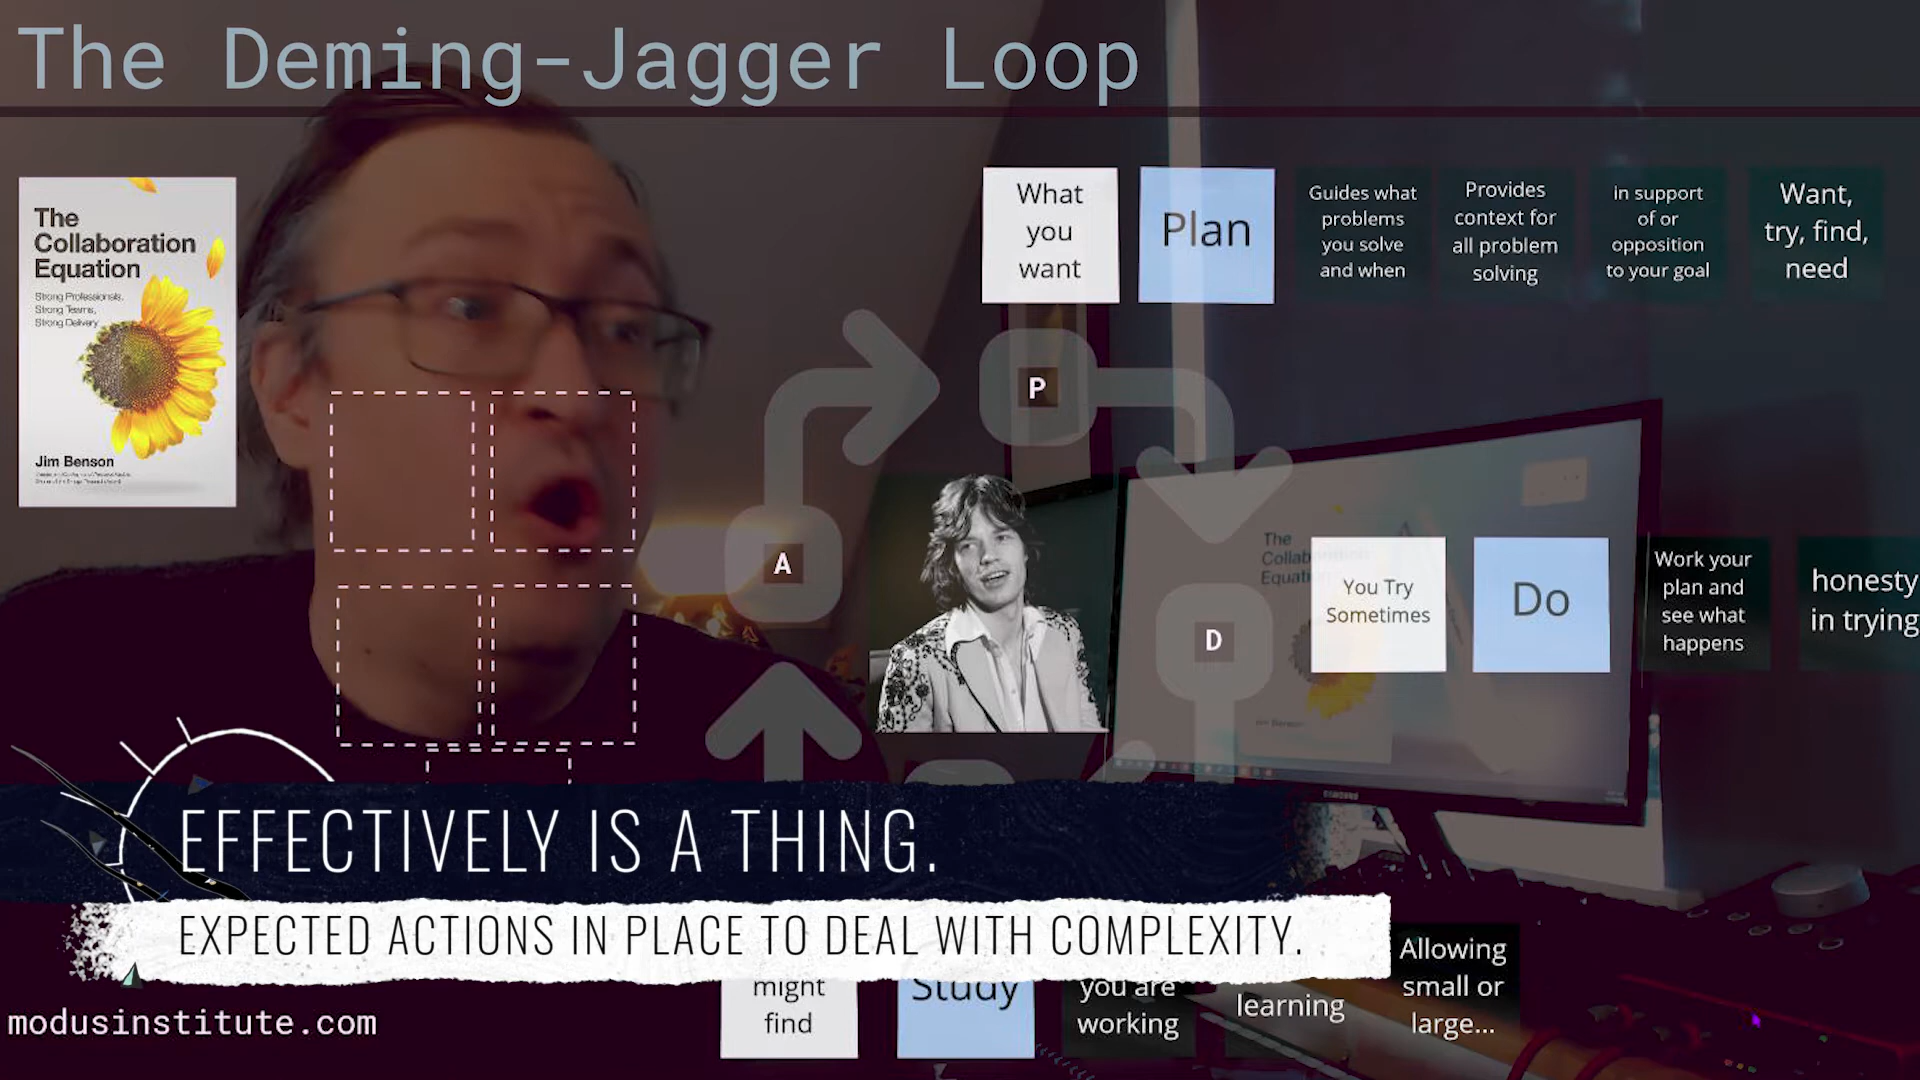 The Deming-Jagger Loop
The
Collaboration
Equation
Strong Professionals.
Strong Teams,
Strong Delivery
Jim Benson
What
you
want
Plan
Guides what
problems
you solve
and when
Provides
context for
all problem
solving
in support
of or
opposition
to your goal
Want,
try, find,
need
P
A
D
The
Equati
You Try
Sometimes
Do
Work your
plan and
see what
happens
honesty
in trying
EFFECTIVELY IS A THING.
EXPECTED ACTIONS IN PLACE TO DEAL WITH COMPLEXITY.
might
find
Study
you are
working
learning
Allowing
small or
large...
modusinstitute.com